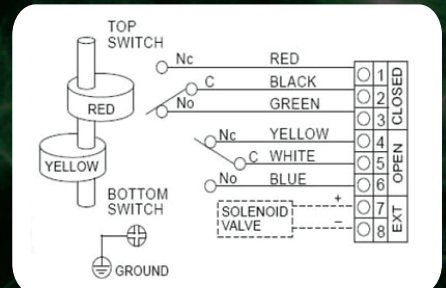 TOP
SWITCH
RED
YELLOW
BOTTOM
SWITCH
GROUND
Nc RED
C BLACK
No GREEN
Nc YELLOW
C WHITE
No BLUE
SOLENOID
VALVE
+
−
1
2
3
CLOSED
4
5
6
OPEN
7
8
EXT